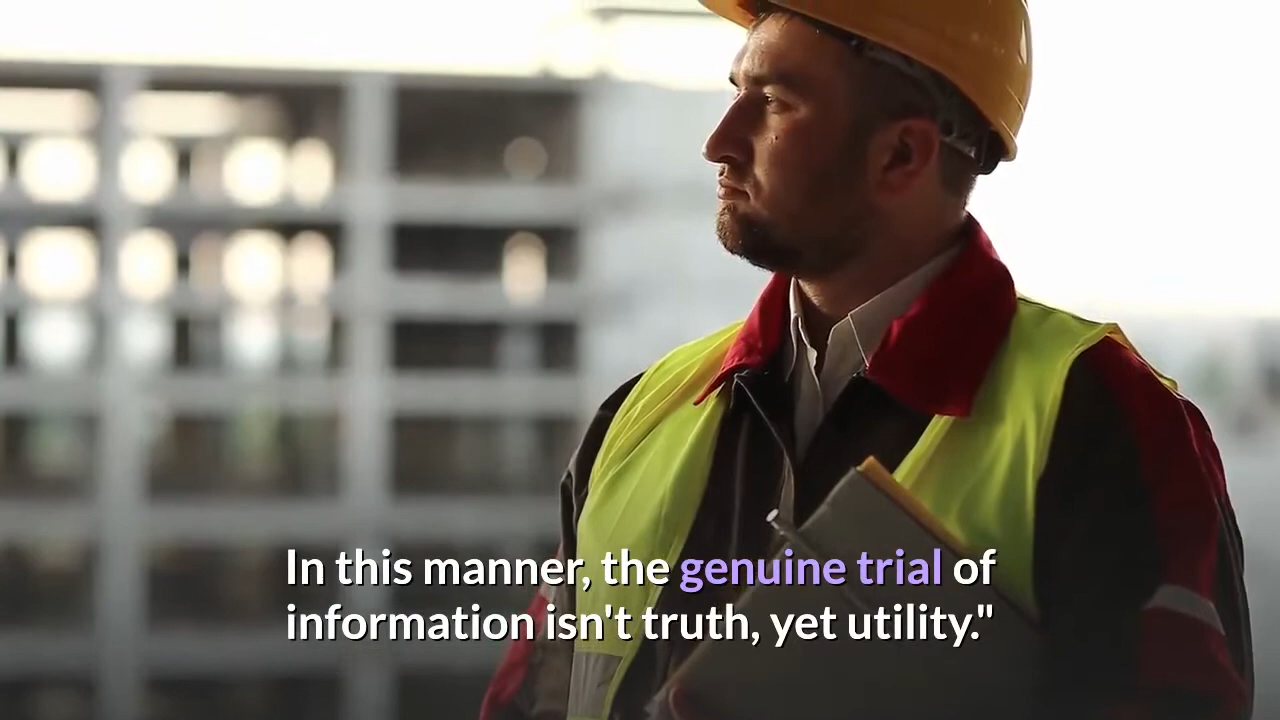 In this manner, the genuine trial of
information isn't truth, yet utility."